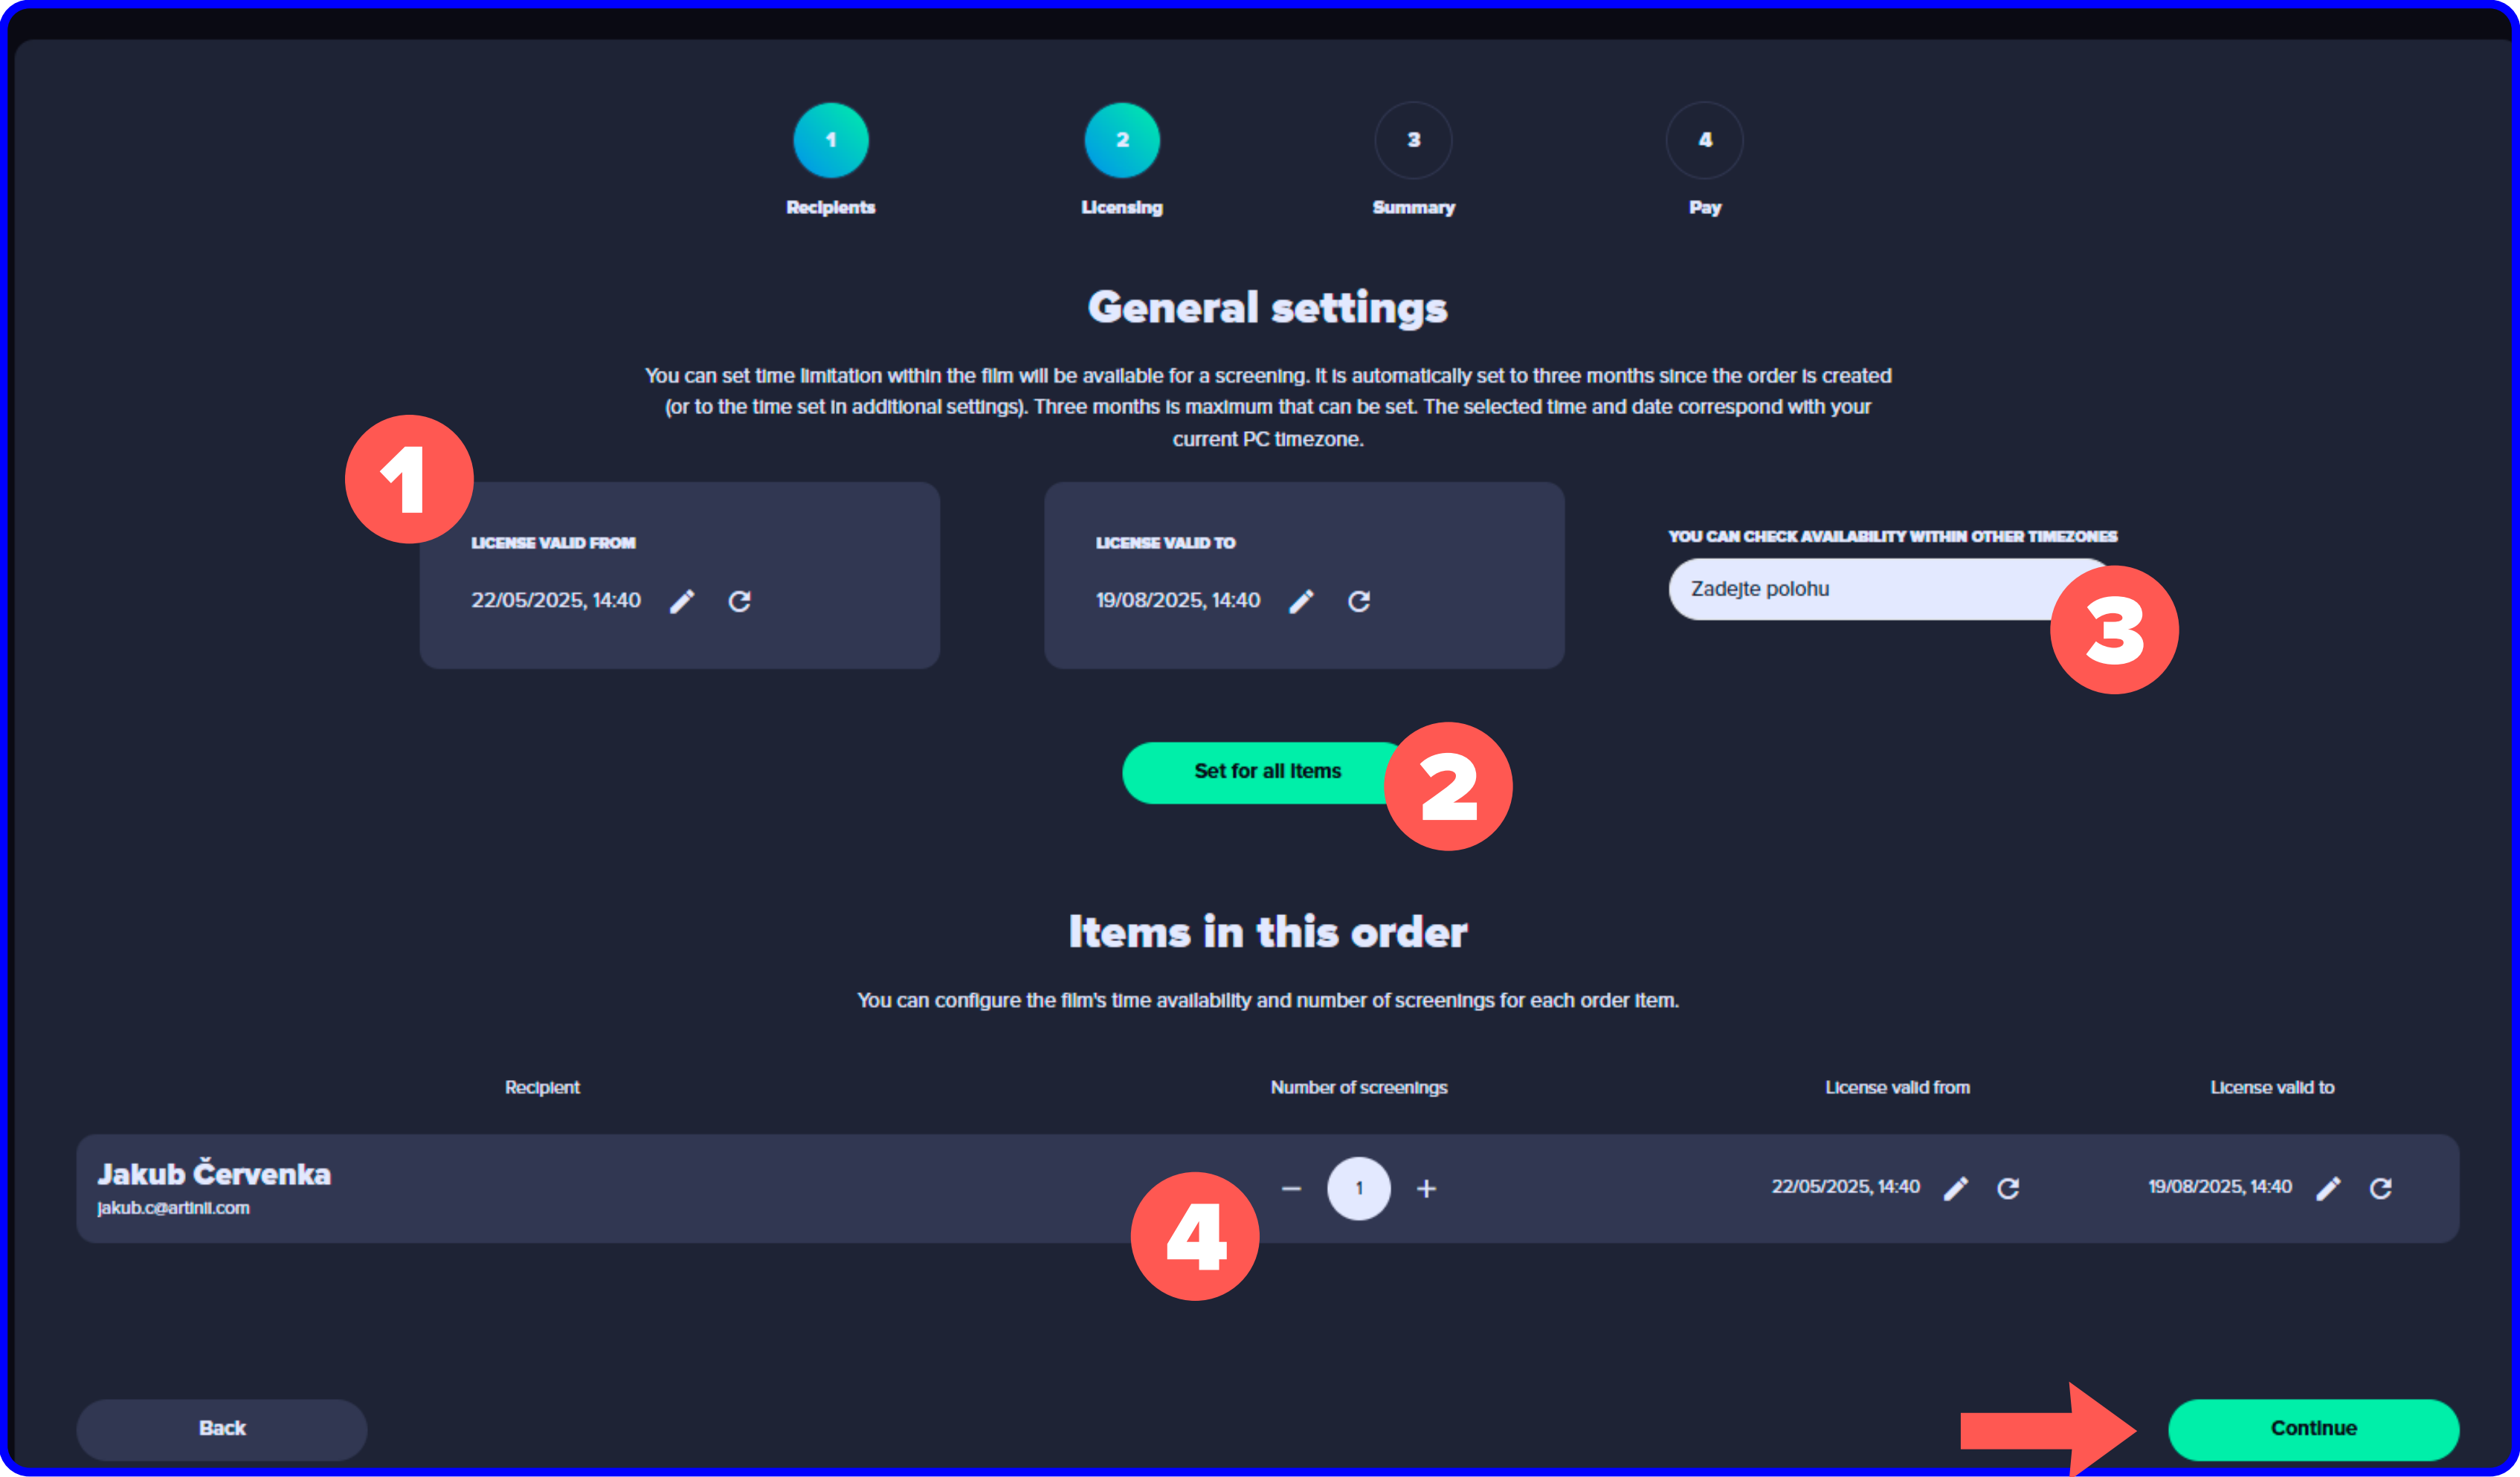 1
2
3
4
Recipients
Licensing
Summary
Pay
General settings
You can set time limitation within the film will be available for a screening. It is automatically set to three months since the order is created
(or to the time set in additional settings). Three months is maximum that can be set. The selected time and date correspond with your
current PC timezone.
1
LICENSE VALID FROM
22/05/2025, 14:40
LICENSE VALID TO
19/08/2025, 14:40
YOU CAN CHECK AVAILABILITY WITHIN OTHER TIMEZONES
Zadejte polohu
3
Set for all items
2
Items in this order
You can configure the film's time availability and number of screenings for each order item.
Recipient
Number of screenings
License valid from
License valid to
Jakub Červenka
jakub.c@artinii.com
4
1
22/05/2025, 14:40
19/08/2025, 14:40
Back
Continue